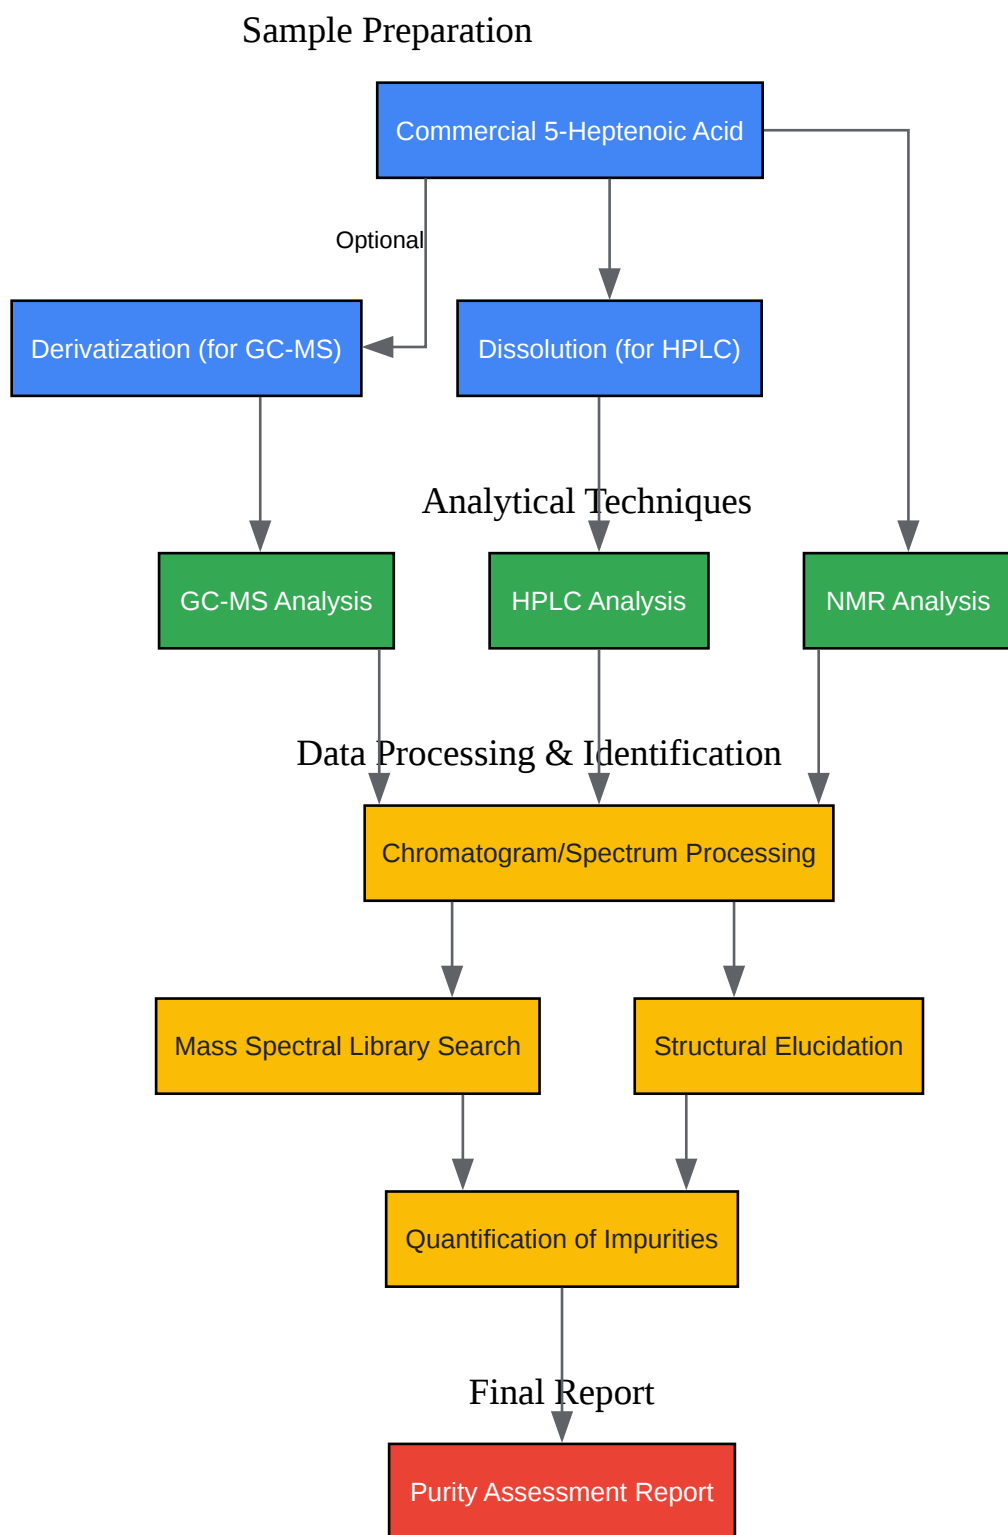 Sample Preparation
Commercial 5-Heptenoic Acid
Optional
Derivatization (for GC-MS)
Dissolution (for HPLC)
Analytical Techniques
GC-MS Analysis
HPLC Analysis
NMR Analysis
Data Processing & Identification
Chromatogram/Spectrum Processing
Mass Spectral Library Search
Structural Elucidation
Quantification of Impurities
Final Report
Purity Assessment Report